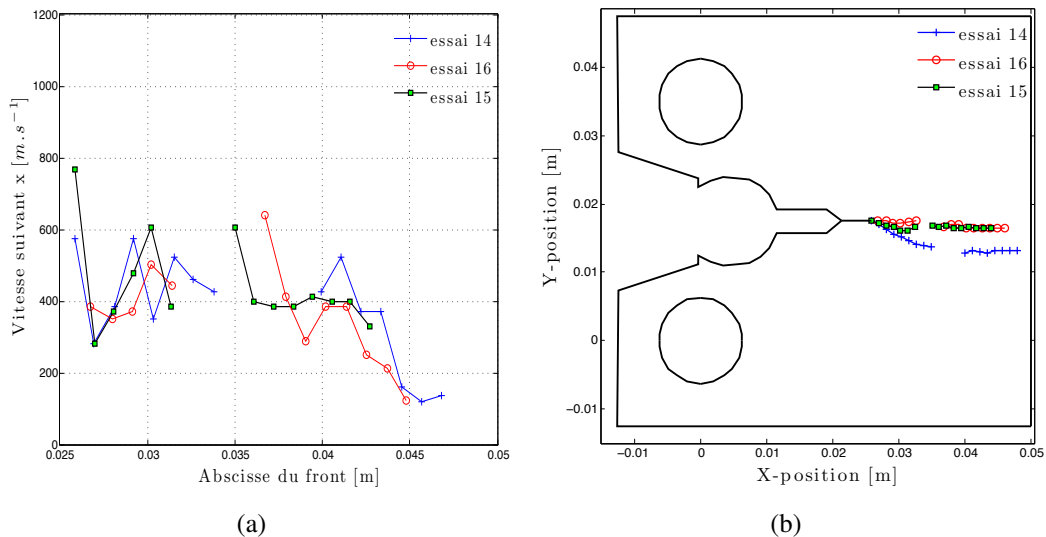 1200
1000
800
600
400
200
0
0.025
0.03
0.035
0.04
0.045
0.05
Vitesse suivant x [m.s⁻¹]
Abscisse du front [m]
essai 14
essai 16
essai 15
(a)
0.04
0.03
0.02
0.01
0
−0.01
−0.01
0
0.01
0.02
0.03
0.04
0.05
Y-position [m]
X-position [m]
essai 14
essai 16
essai 15
(b)